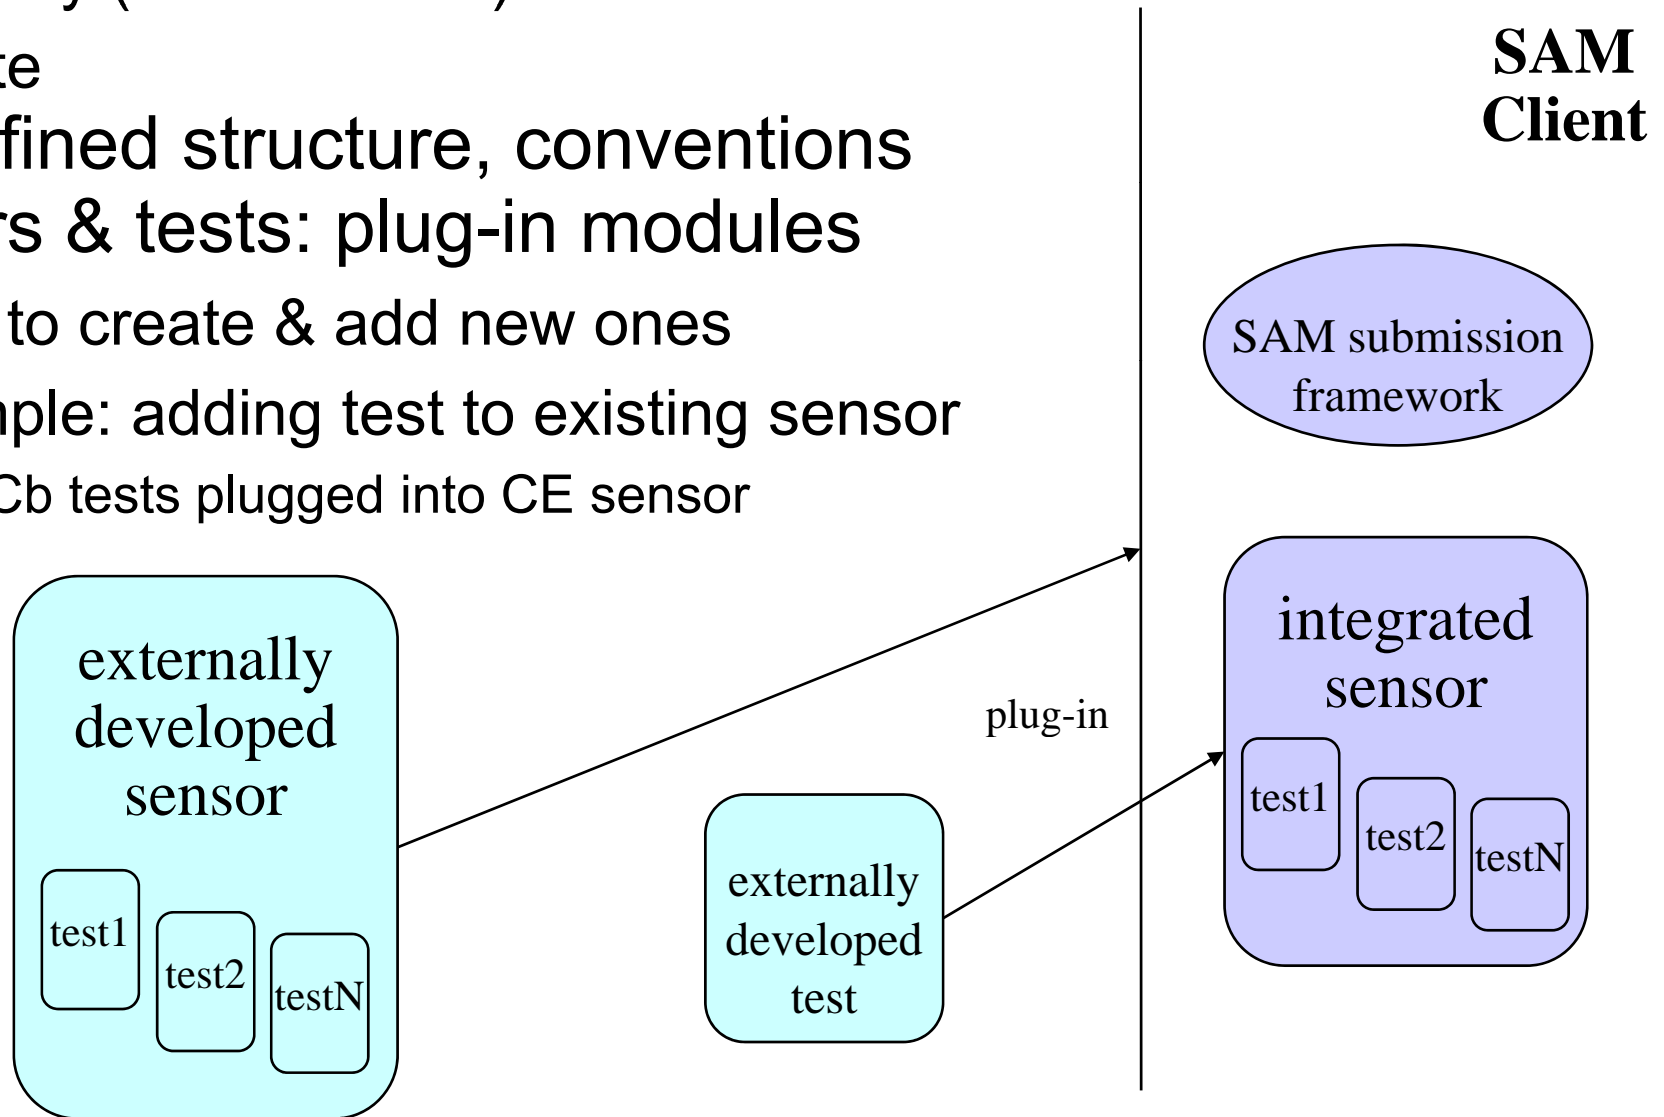 te
fined structure, conventions
rs & tests: plug-in modules
to create & add new ones
nple: adding test to existing sensor
Cb tests plugged into CE sensor
SAM
Client
SAM submission
framework
externally
developed
sensor
test1
test2
testN
plug-in
externally
developed
test
integrated
sensor
test1
test2
testN